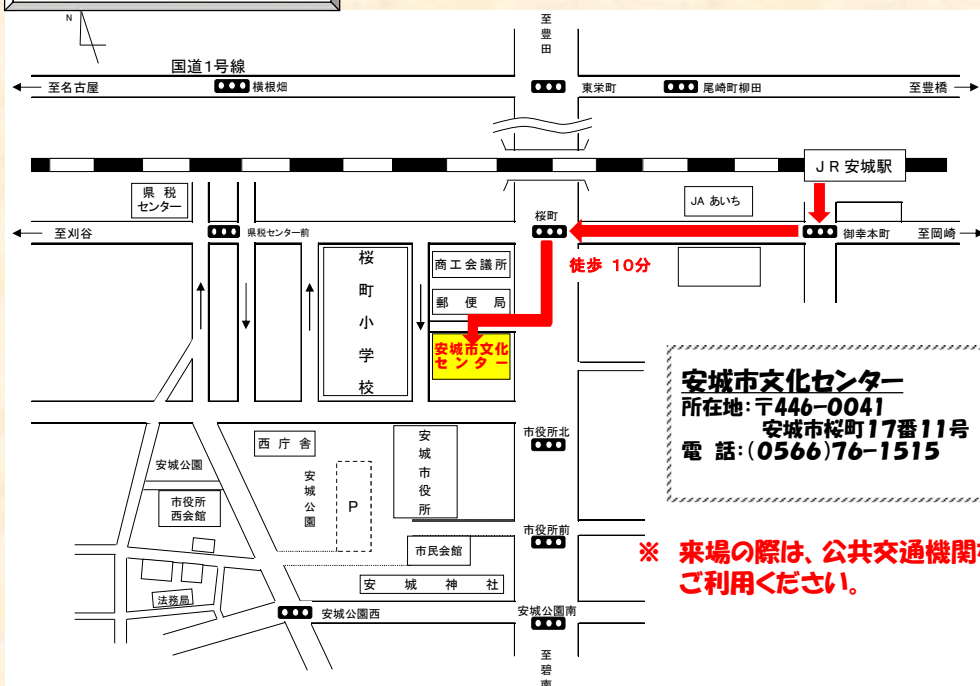 N
至豊田
国道1号線
至名古屋
横根畑
東栄町
尾崎町柳田
至豊橋
JR安城駅
県税
センター
JA あいち
桜町
至刈谷
県税センター前
御幸本町
至岡崎
徒歩 10分
桜町小学校
商工会議所
郵便局
安城市文化
センター
安城市文化センター
所在地:〒446-0041
安城市桜町17番11号
電話:(0566)76-1515
市役所北
西庁舎
安城市役所
安城公園
安城公園
P
市役所
西会館
市役所前
市民会館
※ 来場の際は、公共交通機関を
ご利用ください。
安城神社
法務局
安城公園西
安城公園南
至碧南